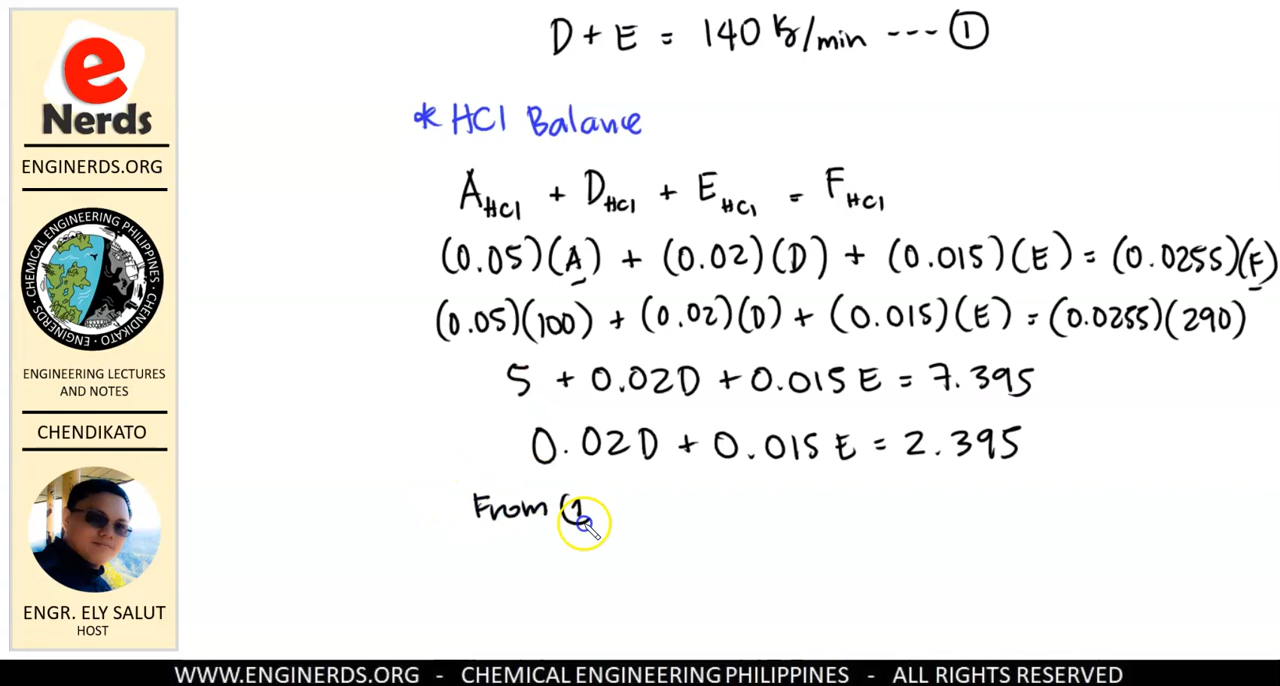 e
Nerds
ENGINERDS.ORG
CHEMICAL ENGINEERING PHILIPPINES
ENGINERDS · CHENDIKATO
ENGINEERING LECTURES
AND NOTES
CHENDIKATO
ENGR. ELY SALUT
HOST
D + E = 140 kg/min ---- ①
* HCl Balance
A_HCl + D_HCl + E_HCl = F_HCl
(0.05)(A) + (0.02)(D) + (0.015)(E) = (0.0255)(F)
(0.05)(100) + (0.02)(D) + (0.015)(E) = (0.0255)(290)
5 + 0.02D + 0.015E = 7.395
0.02D + 0.015E = 2.395
From (1
WWW.ENGINERDS.ORG - CHEMICAL ENGINEERING PHILIPPINES - ALL RIGHTS RESERVED